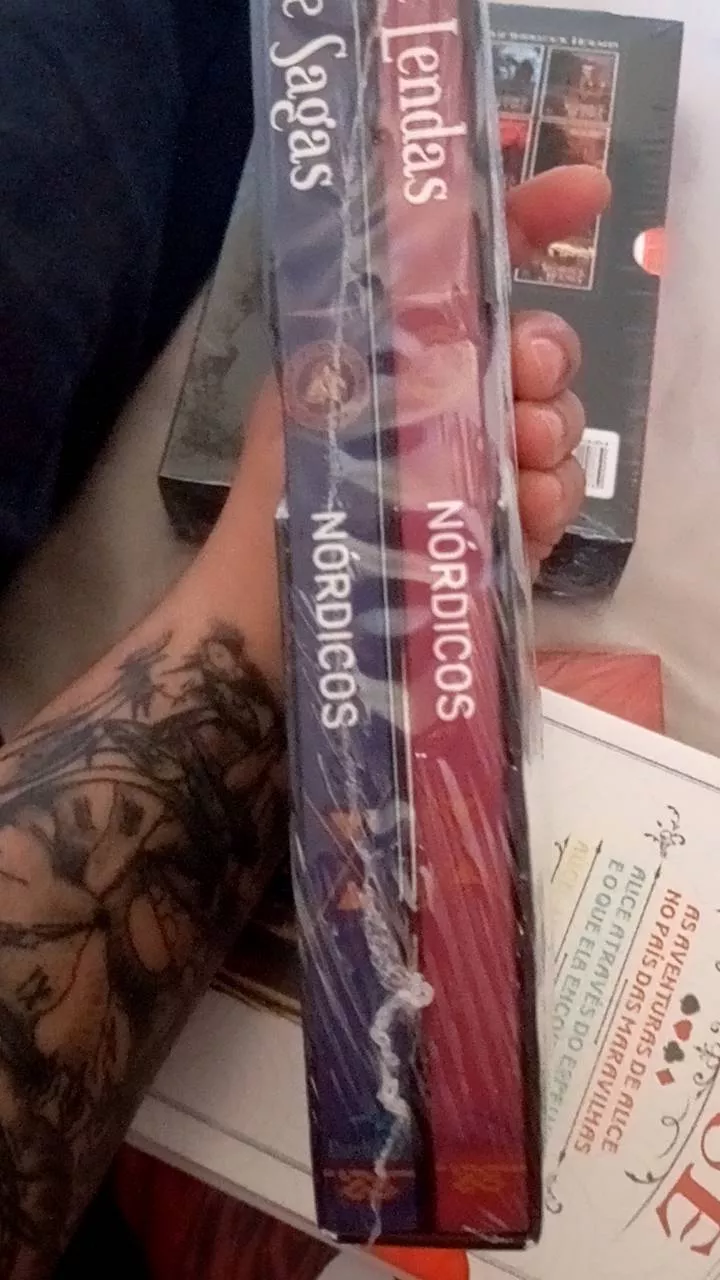 e Sagas
NÓRDICOS
Lendas
NÓRDICOS
AS AVENTURAS DE ALICE
NO PAÍS DAS MARAVILHAS
ALICE ATRAVÉS DO ESPELHO
E O QUE ELA ENCO
IX